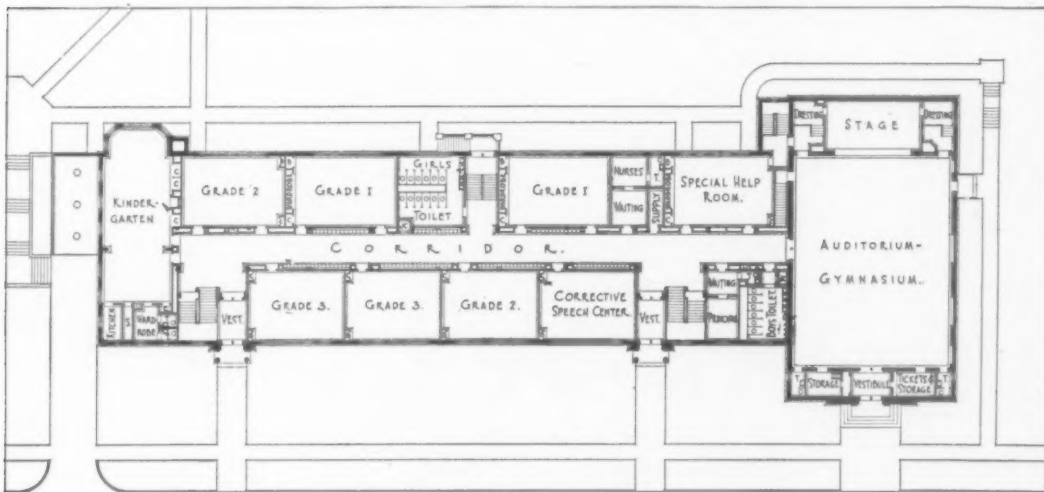 DRESSING
STAGE
DRESSING
KINDER-
GARTEN
C
C
C
C
GRADE 2
WARDROBE
GRADE 1
GIRLS
TOILET
GRADE 1
WARDROBE
NURSES
WAITING
T.
SUPPLY
SPECIAL HELP
ROOM.
AUDITORIUM-
GYMNASIUM.
CORRIDOR.
KITCHEN
WARD
ROBE
VEST.
GRADE 3.
GRADE 3.
GRADE 2.
CORRECTIVE
SPEECH CENTER.
VEST.
WAITING
PRINCIPAL
BOYS TOILET
T.
STORAGE
VESTIBULE
TICKETS &
STORAGE
T.